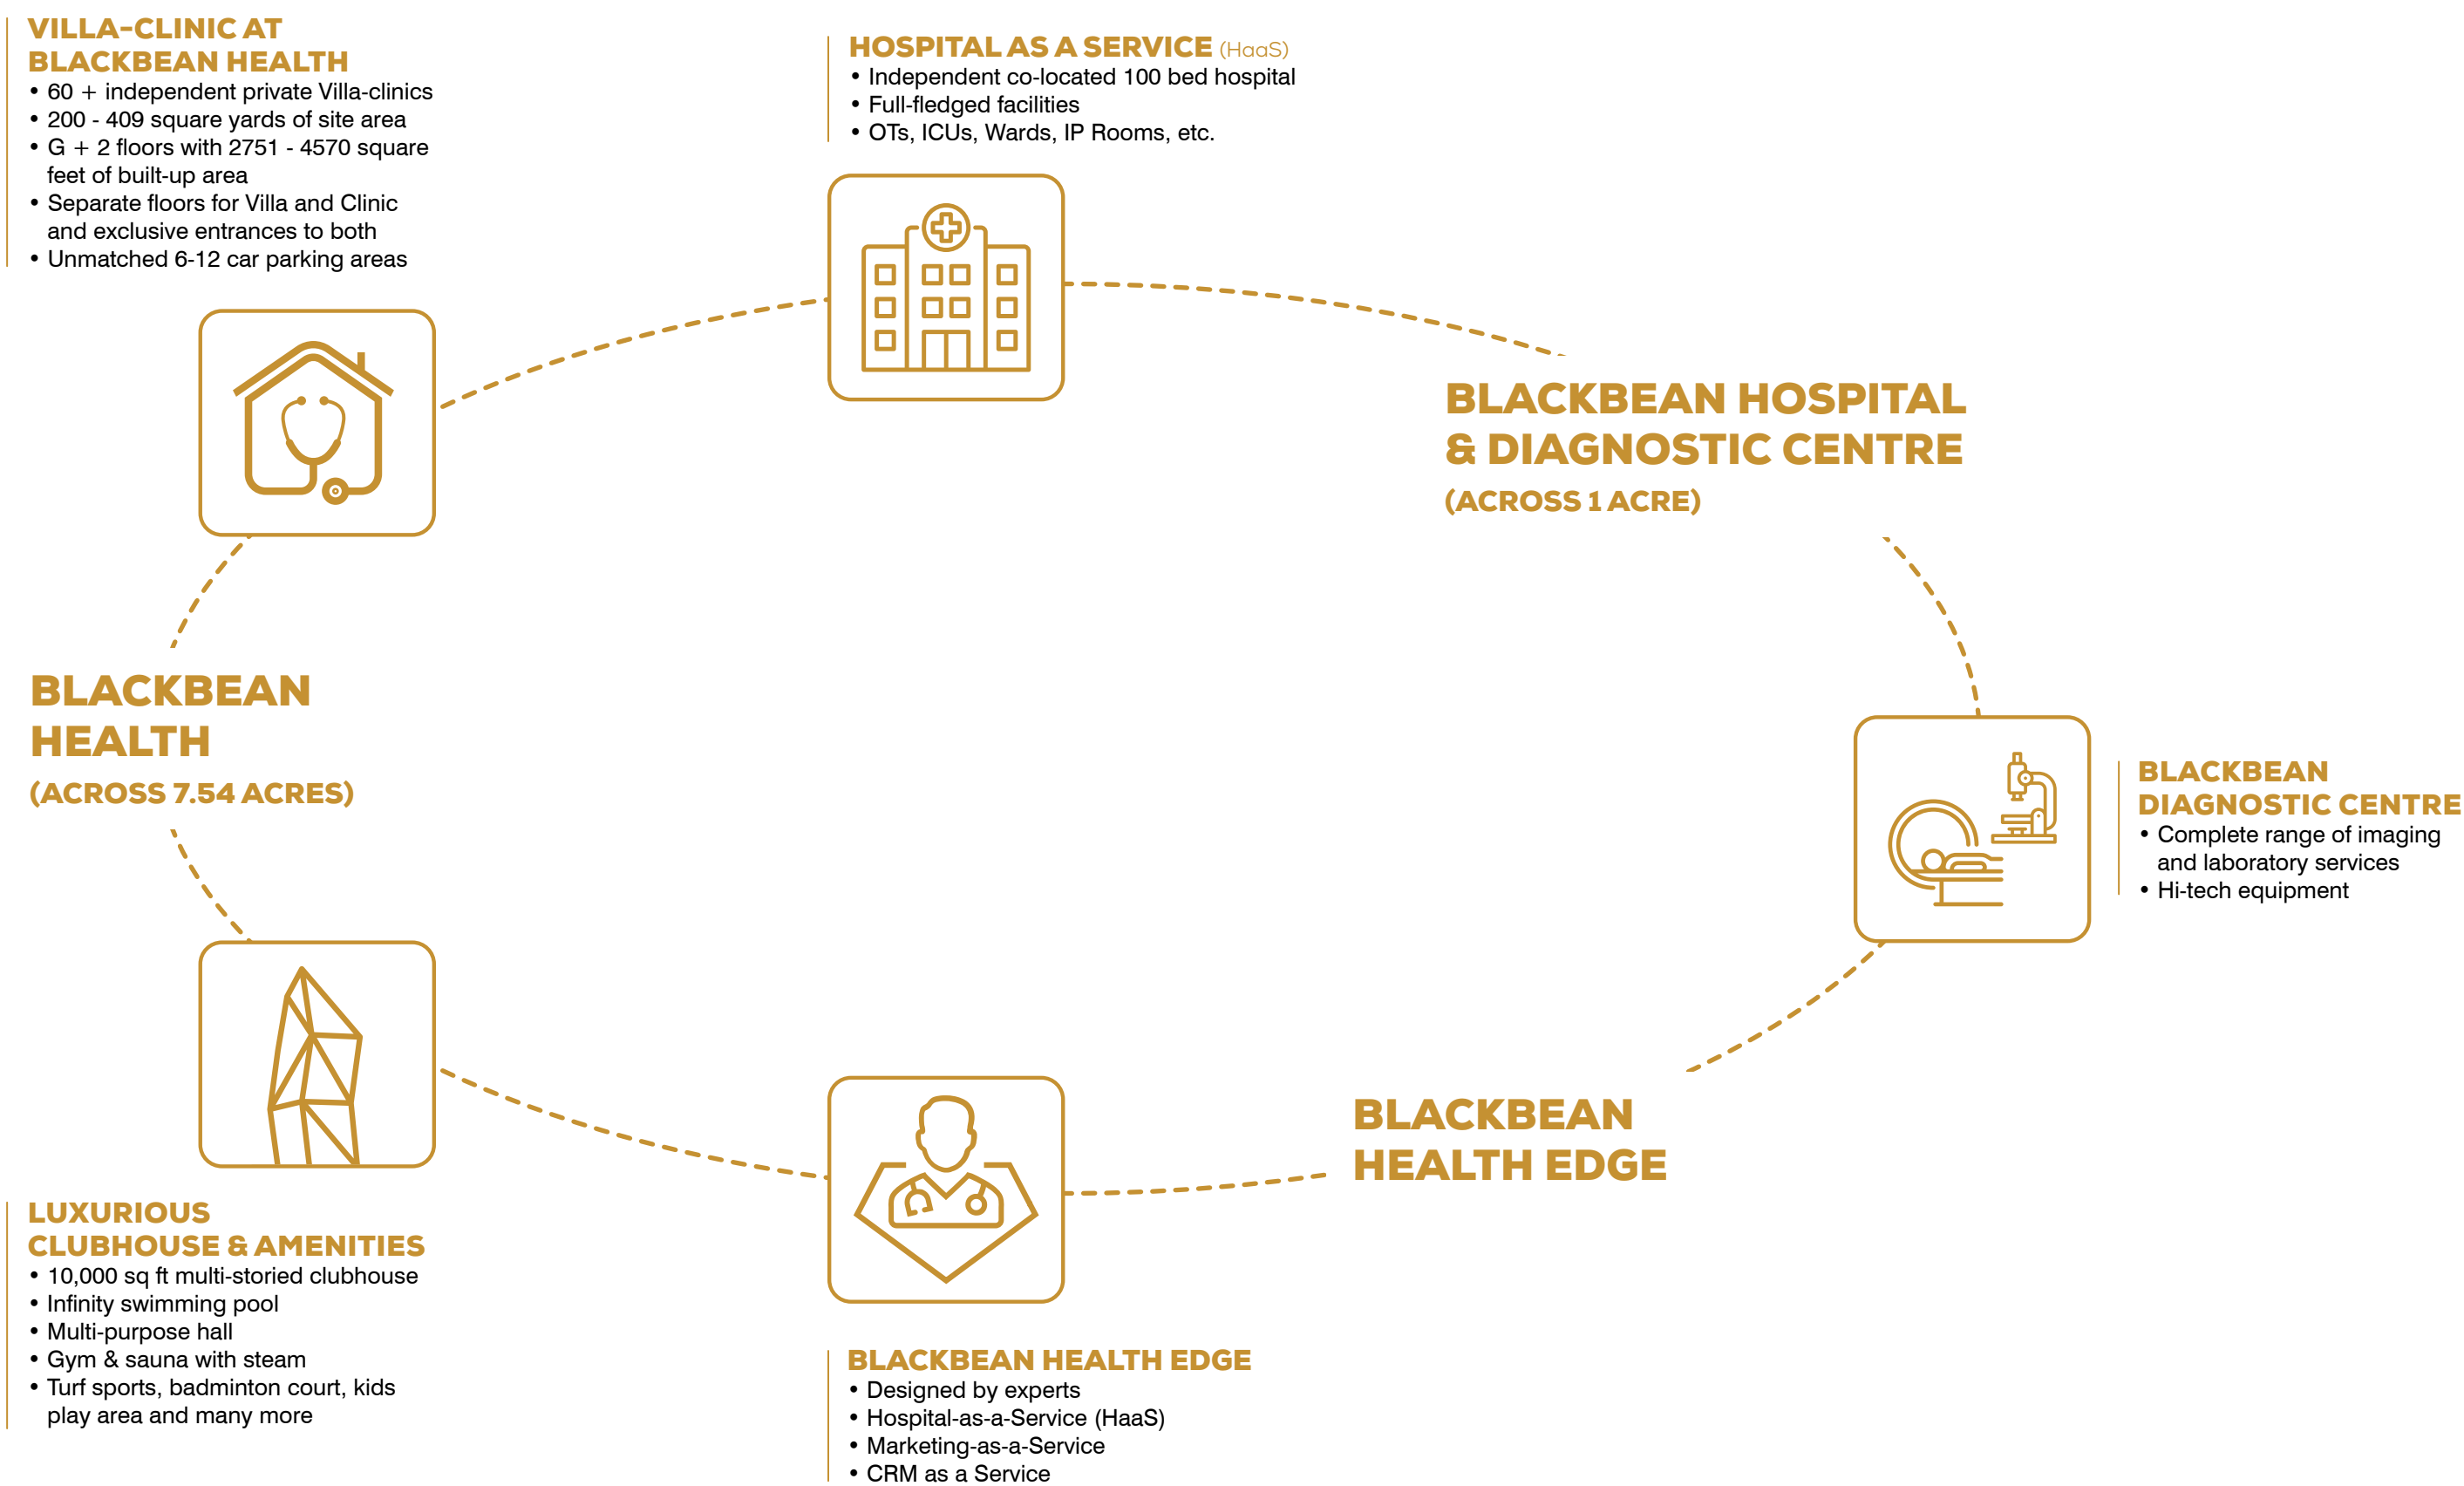 VILLA-CLINIC AT
BLACKBEAN HEALTH
• 60 + independent private Villa-clinics
• 200 - 409 square yards of site area
• G + 2 floors with 2751 - 4570 square
feet of built-up area
• Separate floors for Villa and Clinic
and exclusive entrances to both
• Unmatched 6-12 car parking areas
HOSPITAL AS A SERVICE (HaaS)
• Independent co-located 100 bed hospital
• Full-fledged facilities
• OTs, ICUs, Wards, IP Rooms, etc.
BLACKBEAN HOSPITAL
& DIAGNOSTIC CENTRE
(ACROSS 1 ACRE)
BLACKBEAN
HEALTH
(ACROSS 7.54 ACRES)
BLACKBEAN
DIAGNOSTIC CENTRE
• Complete range of imaging
and laboratory services
• Hi-tech equipment
BLACKBEAN
HEALTH EDGE
LUXURIOUS
CLUBHOUSE & AMENITIES
• 10,000 sq ft multi-storied clubhouse
• Infinity swimming pool
• Multi-purpose hall
• Gym & sauna with steam
• Turf sports, badminton court, kids
play area and many more
BLACKBEAN HEALTH EDGE
• Designed by experts
• Hospital-as-a-Service (HaaS)
• Marketing-as-a-Service
• CRM as a Service